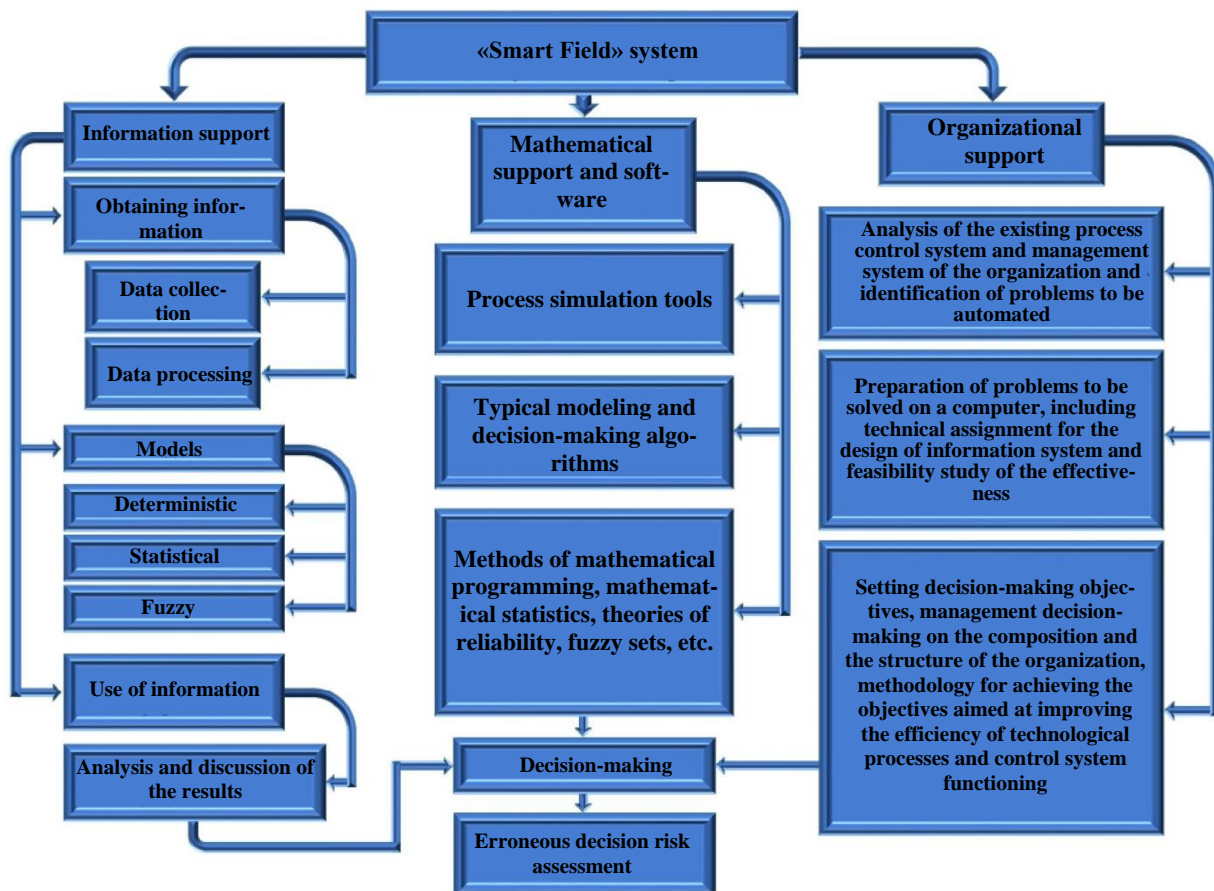 «Smart Field» system
Information support
Obtaining infor-
mation
Data collec-
tion
Data processing
Models
Deterministic
Statistical
Fuzzy
Use of information
Analysis and discussion of
the results
Mathematical
support and soft-
ware
Process simulation tools
Typical modeling and
decision-making algo-
rithms
Methods of mathematical
programming, mathemat-
ical statistics, theories of
reliability, fuzzy sets, etc.
Decision-making
Erroneous decision risk
assessment
Organizational
support
Analysis of the existing process
control system and management
system of the organization and
identification of problems to be
automated
Preparation of problems to be
solved on a computer, including
technical assignment for the
design of information system and
feasibility study of the effective-
ness
Setting decision-making objec-
tives, management decision-
making on the composition and
the structure of the organization,
methodology for achieving the
objectives aimed at improving
the efficiency of technological
processes and control system
functioning